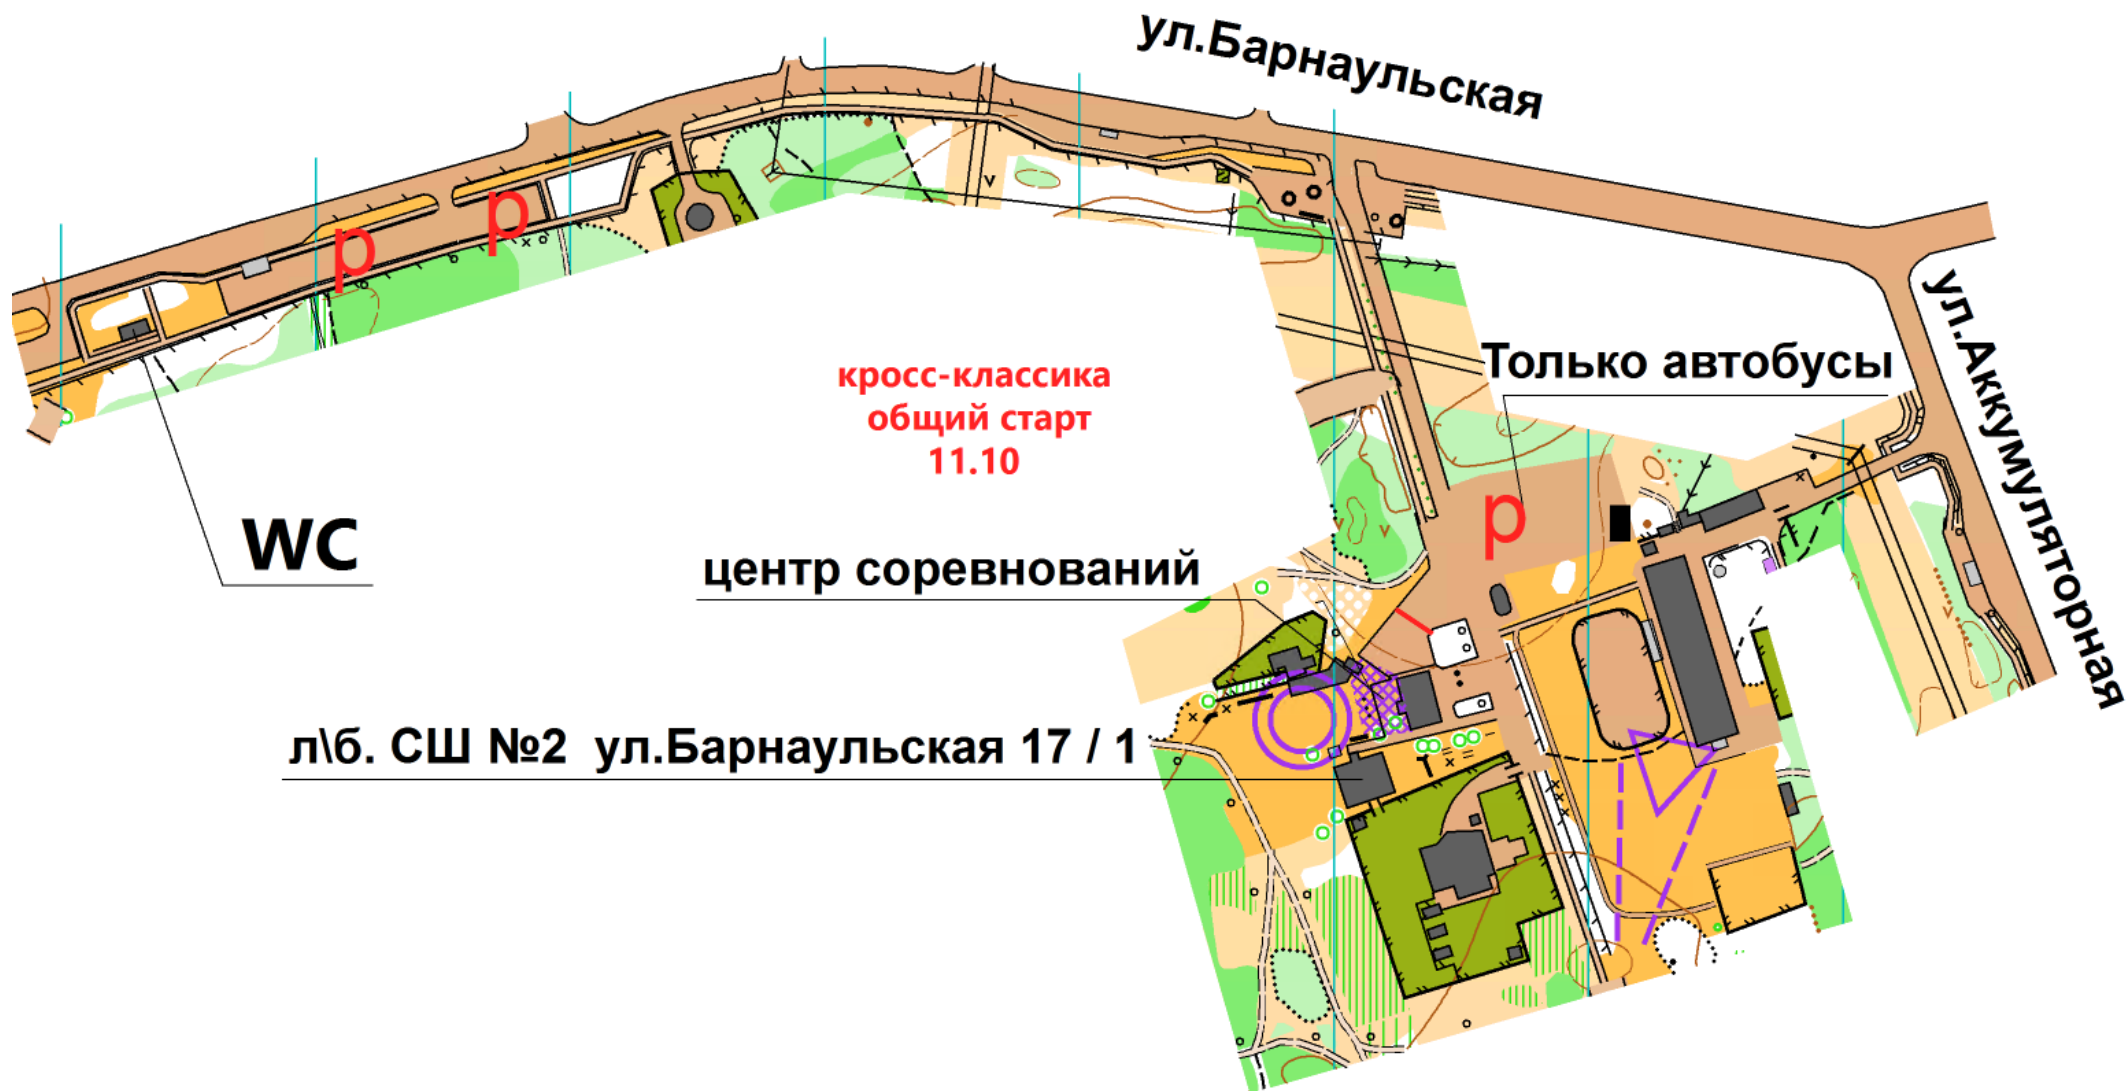 ул.Барнаульская
p
p
ул.Аккумуляторная
Только автобусы
кросс-классика
общий старт
11.10
p
WC
центр соревнований
л\б. СШ №2 ул.Барнаульская 17 / 1